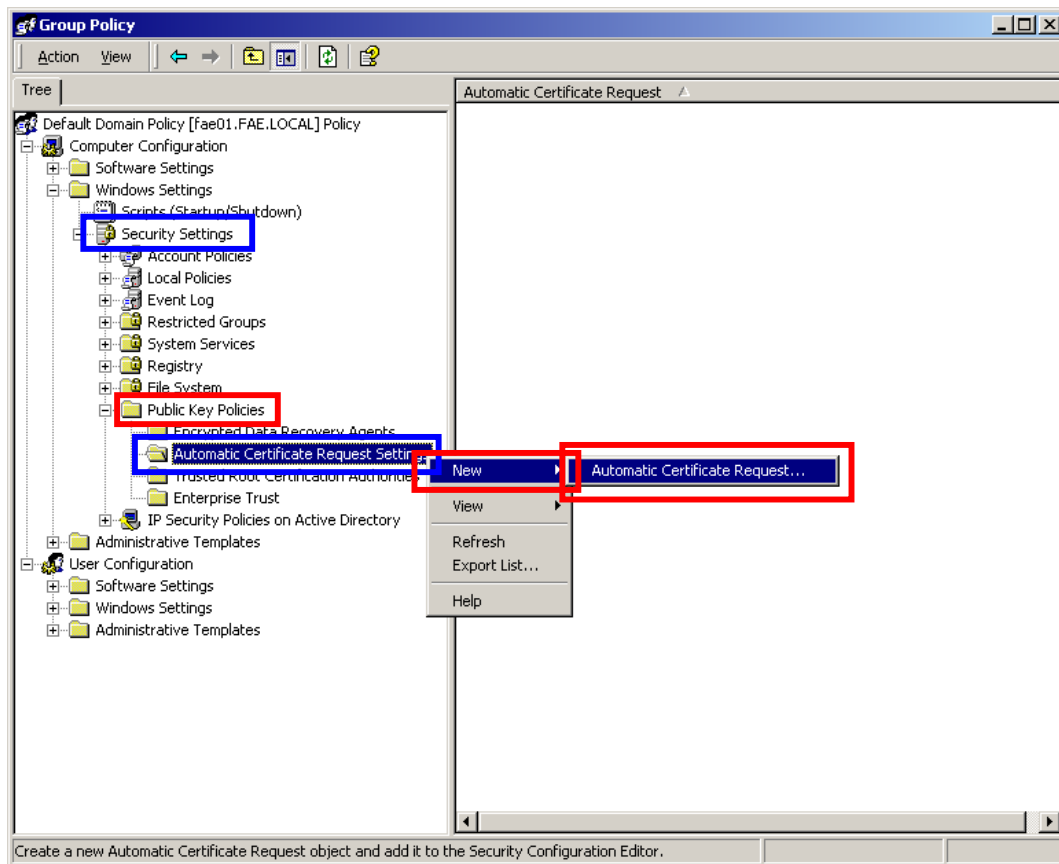 Group Policy
Action View
Tree
Automatic Certificate Request
Default Domain Policy [fae01.FAE.LOCAL] Policy
Computer Configuration
Software Settings
Windows Settings
Scripts (Startup/Shutdown)
Security Settings
Account Policies
Local Policies
Event Log
Restricted Groups
System Services
Registry
File System
Public Key Policies
Encrypted Data Recovery Agents
Automatic Certificate Request Setting
Trusted Root Certification Authorities
Enterprise Trust
IP Security Policies on Active Directory
Administrative Templates
User Configuration
Software Settings
Windows Settings
Administrative Templates
New
View
Refresh
Export List...
Help
Automatic Certificate Request...
Create a new Automatic Certificate Request object and add it to the Security Configuration Editor.